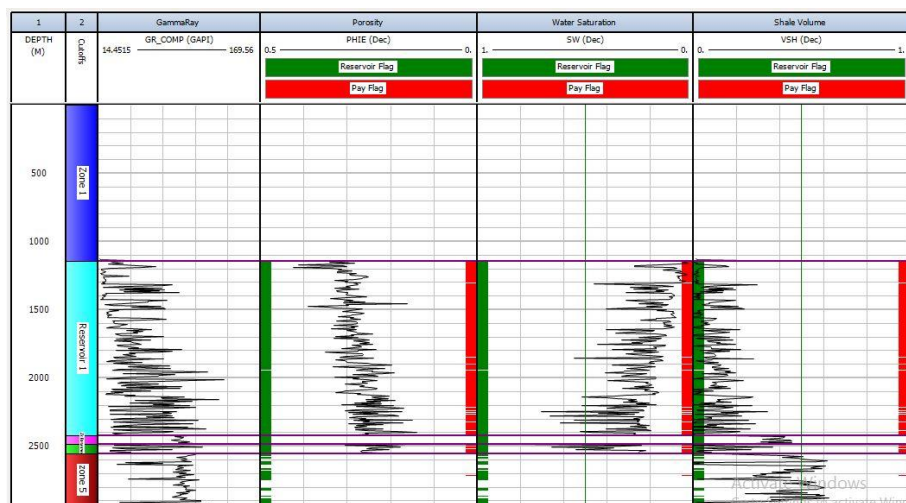 1 2 GammaRay Porosity Water Saturation Shale Volume
DEPTH (M) Cutoffs GR_COMP (GAPI) PHIE (Dec) SW (Dec) VSH (Dec)
14.4515 169.56 0.5 0. 1. 0. 0. 1.
Reservoir Flag Reservoir Flag Reservoir Flag
Pay Flag Pay Flag Pay Flag
Zone 1
500
1000
1500
Reservoir 1
2000
2500
zone 5
Activate Windows